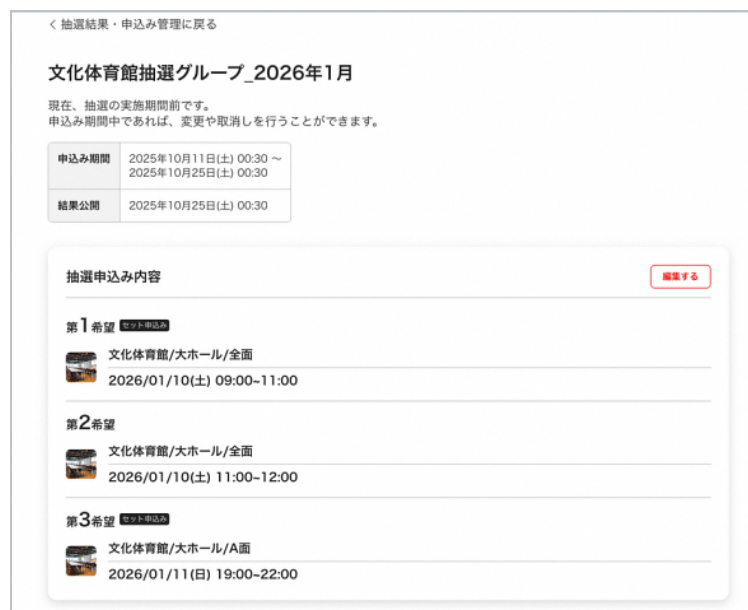 < 抽選結果・申込み管理に戻る
文化体育館抽選グループ_2026年1月
現在、抽選の実施期間前です。
申込み期間中であれば、変更や取消しを行うことができます。
申込み期間 2025年10月11日(土) 00:30 ~
2025年10月25日(土) 00:30
結果公開 2025年10月25日(土) 00:30
抽選申込み内容 編集する
第1希望 セット申込み
文化体育館/大ホール/全面
2026/01/10(土) 09:00~11:00
第2希望
文化体育館/大ホール/全面
2026/01/10(土) 11:00~12:00
第3希望 セット申込み
文化体育館/大ホール/A面
2026/01/11(日) 19:00~22:00